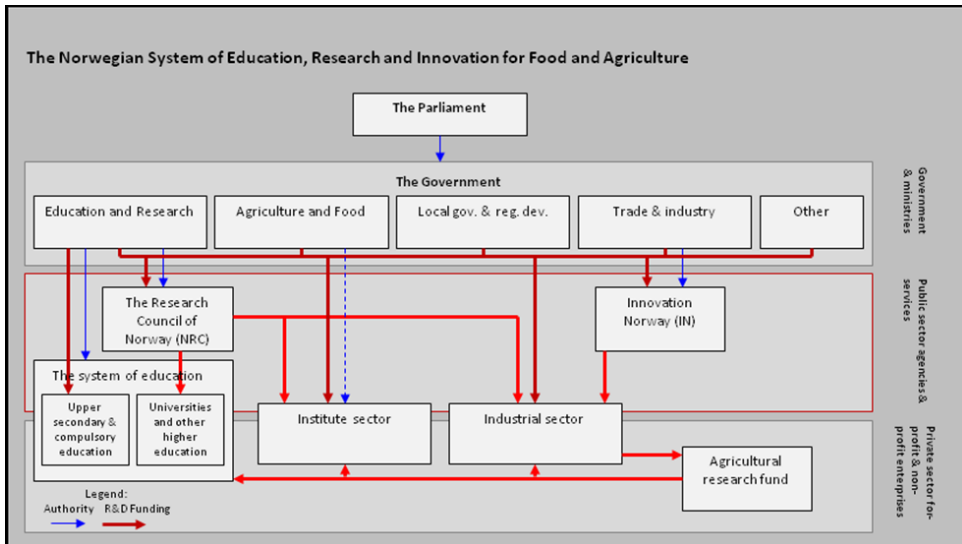 The Norwegian System of Education, Research and Innovation for Food and Agriculture
The Parliament
The Government
Education and Research
Agriculture and Food
Local gov. & reg. dev.
Trade & industry
Other
Government
& ministries
The Research
Council of
Norway (NRC)
Innovation
Norway (IN)
Public sector agencies &
services
The system of education
Upper
secondary &
compulsory
education
Universities
and other
higher
education
Institute sector
Industrial sector
Agricultural
research fund
Private sector for-
profit & non-
profit enterprises
Legend:
Authority R&D Funding